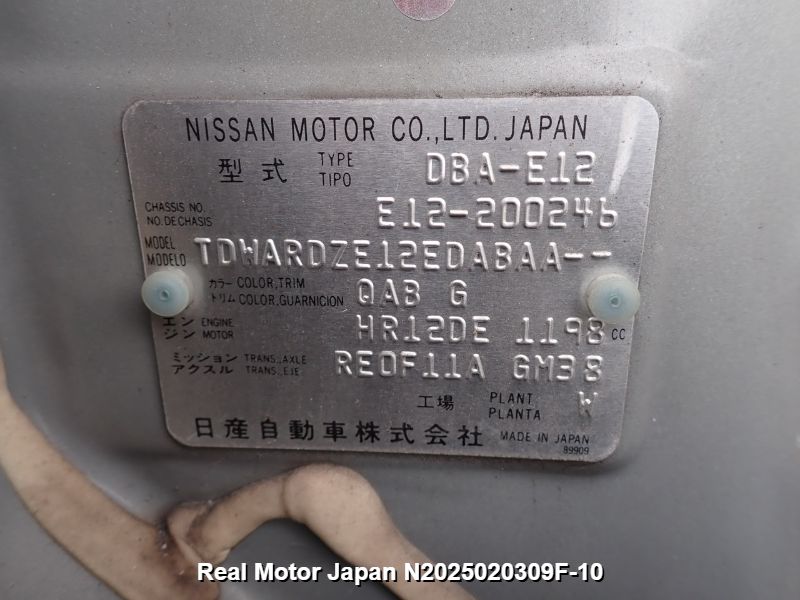 NISSAN MOTOR CO.,LTD. JAPAN
型式 TYPE TIPO DBA-E12
CHASSIS NO. NO.DE CHASIS E12-200246
MODEL MODELO TDWARDZE12EDABAA--
カラー COLOR,TRIM トリム COLOR,GUARNICION QAB G
エンジン ENGINE MOTOR HR12DE 1198 CC
ミッション TRANS.,AXLE アクスル TRANS.,EJE RE0F11A GM38
工場 PLANT PLANTA W
日産自動車株式会社 MADE IN JAPAN
89909
Real Motor Japan N2025020309F-10